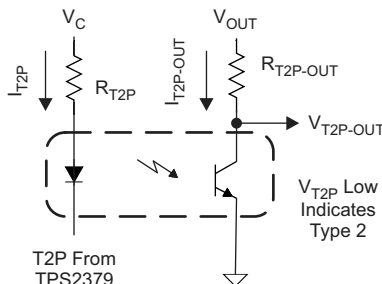 V_C
V_OUT
I_T2P
R_T2P
I_T2P-OUT
R_T2P-OUT
V_T2P-OUT
V_T2P Low
Indicates
Type 2
T2P From
TPS2379